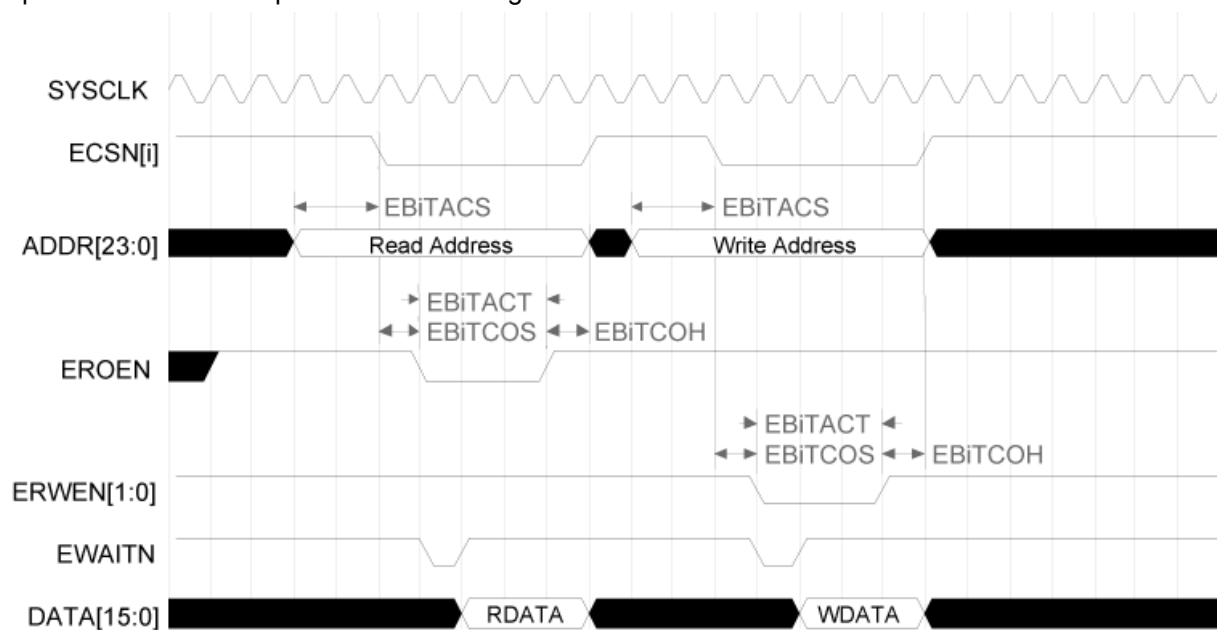 SYSCLK
ECSN[i]
EBiTACS EBiTACS
ADDR[23:0] Read Address Write Address
EBiTACT
EBiTCOS EBiTCOH
EROEN
EBiTACT
EBiTCOS EBiTCOH
ERWEN[1:0]
EWAITN
DATA[15:0] RDATA WDATA